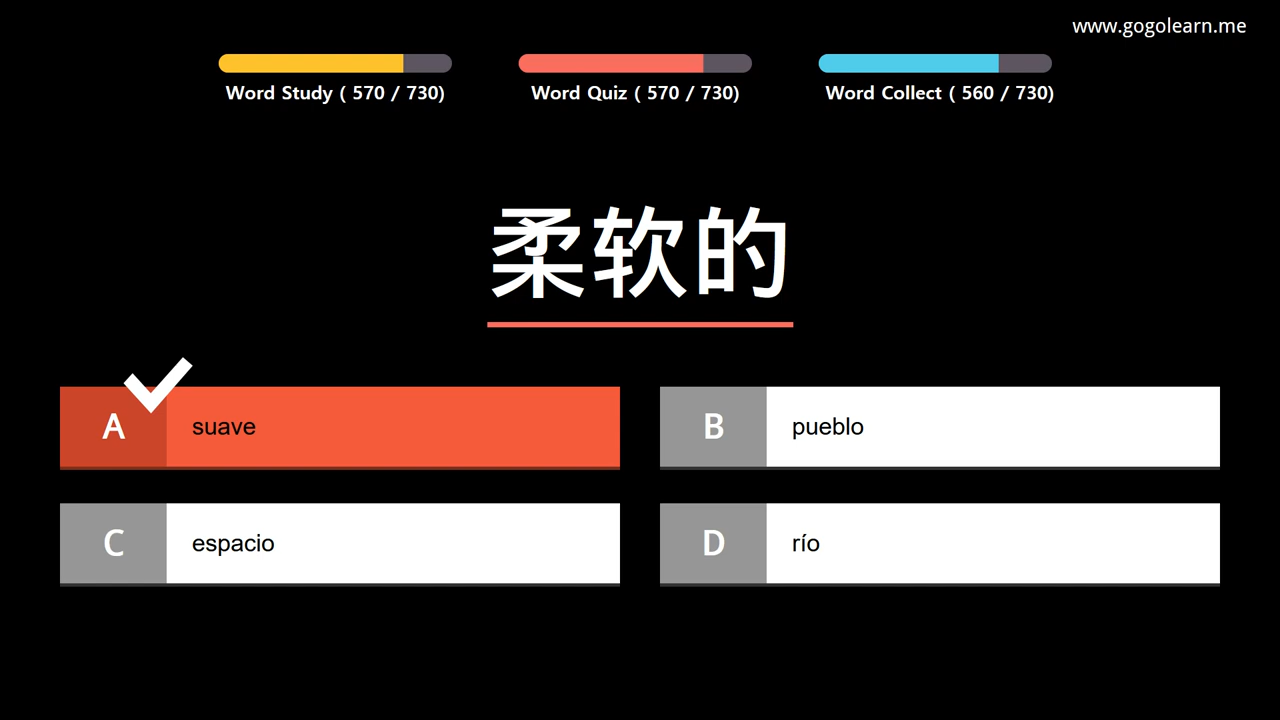 www.gogolearn.me
Word Study ( 570 / 730)
Word Quiz ( 570 / 730)
Word Collect ( 560 / 730)
柔软的
A suave
B pueblo
C espacio
D río